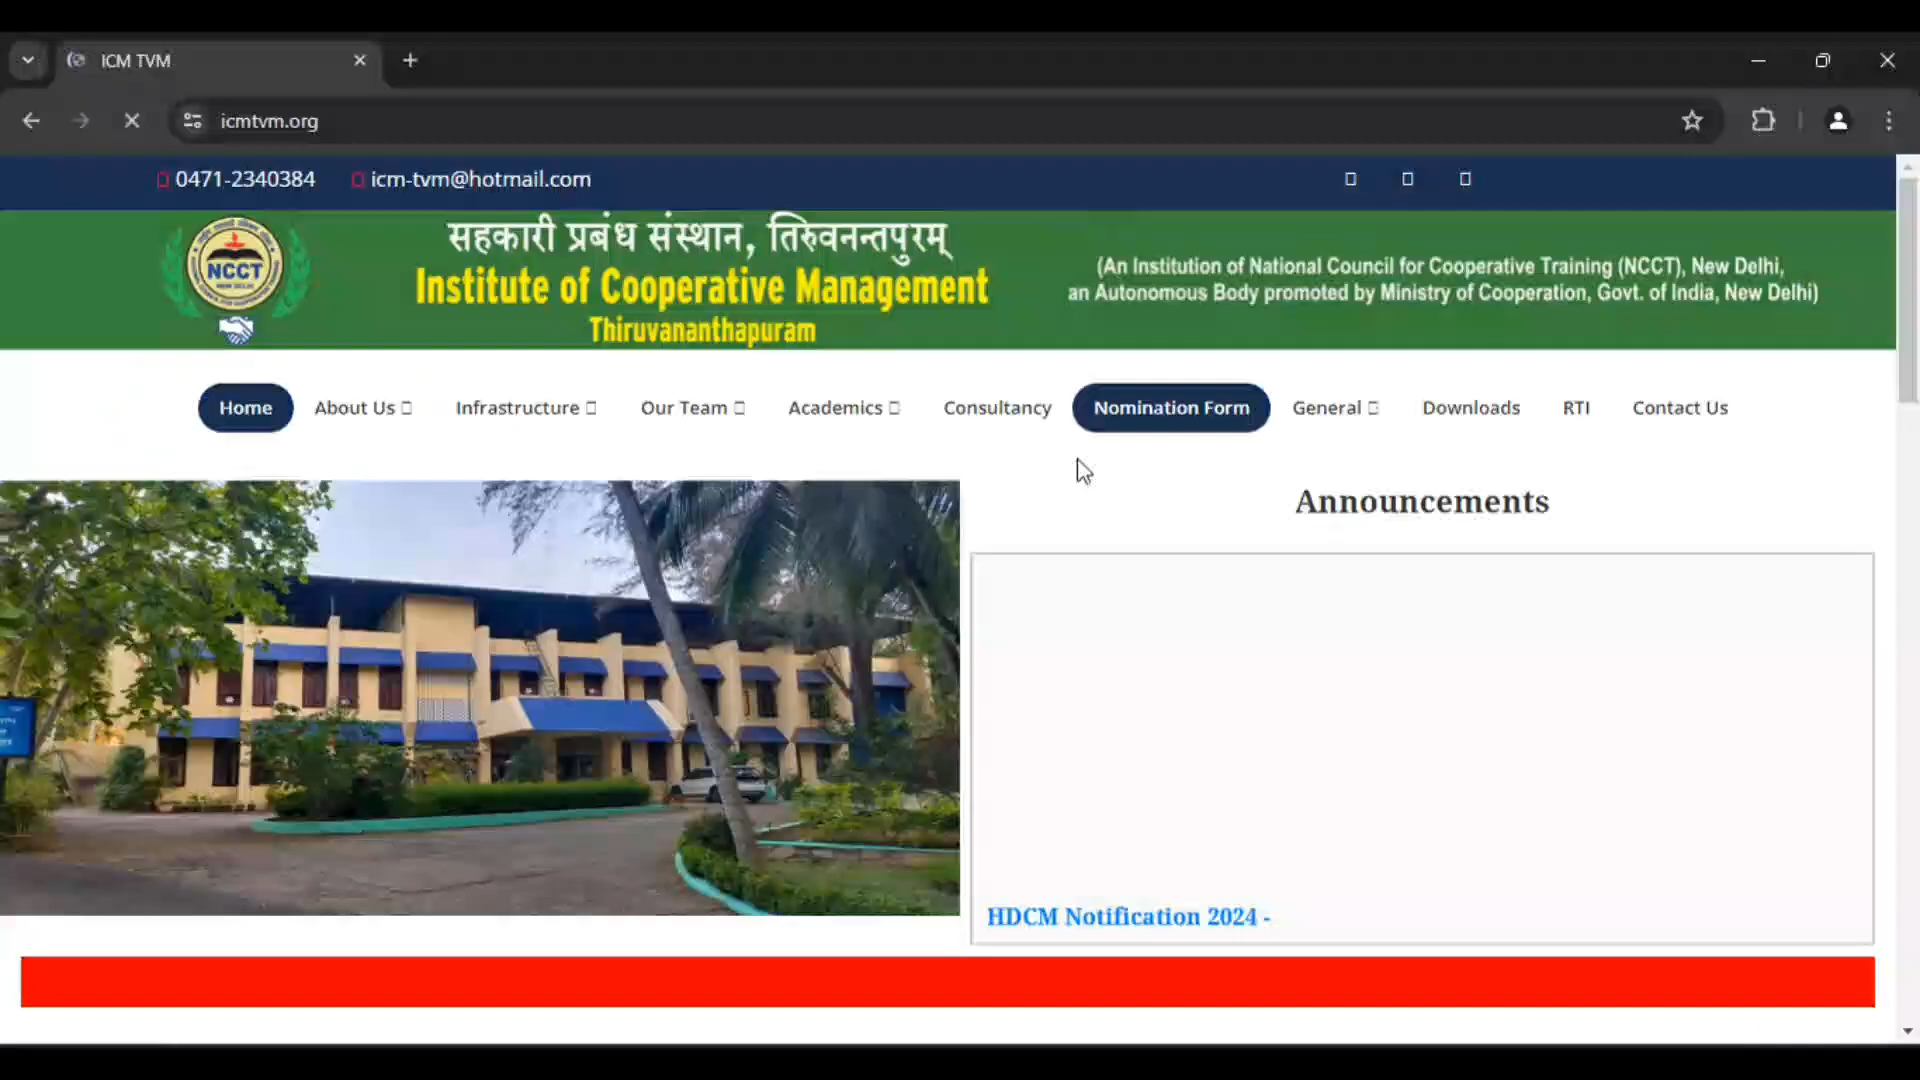 ICM TVM
icmtvm.org
0471-2340384 icm-tvm@hotmail.com
NCCT
सहकारी प्रबंध संस्थान, तिरुवनन्तपुरम्
Institute of Cooperative Management
Thiruvananthapuram
(An Institution of National Council for Cooperative Training (NCCT), New Delhi,
an Autonomous Body promoted by Ministry of Cooperation, Govt. of India, New Delhi)
Home About Us Infrastructure Our Team Academics Consultancy Nomination Form General Downloads RTI Contact Us
Announcements
HDCM Notification 2024 -